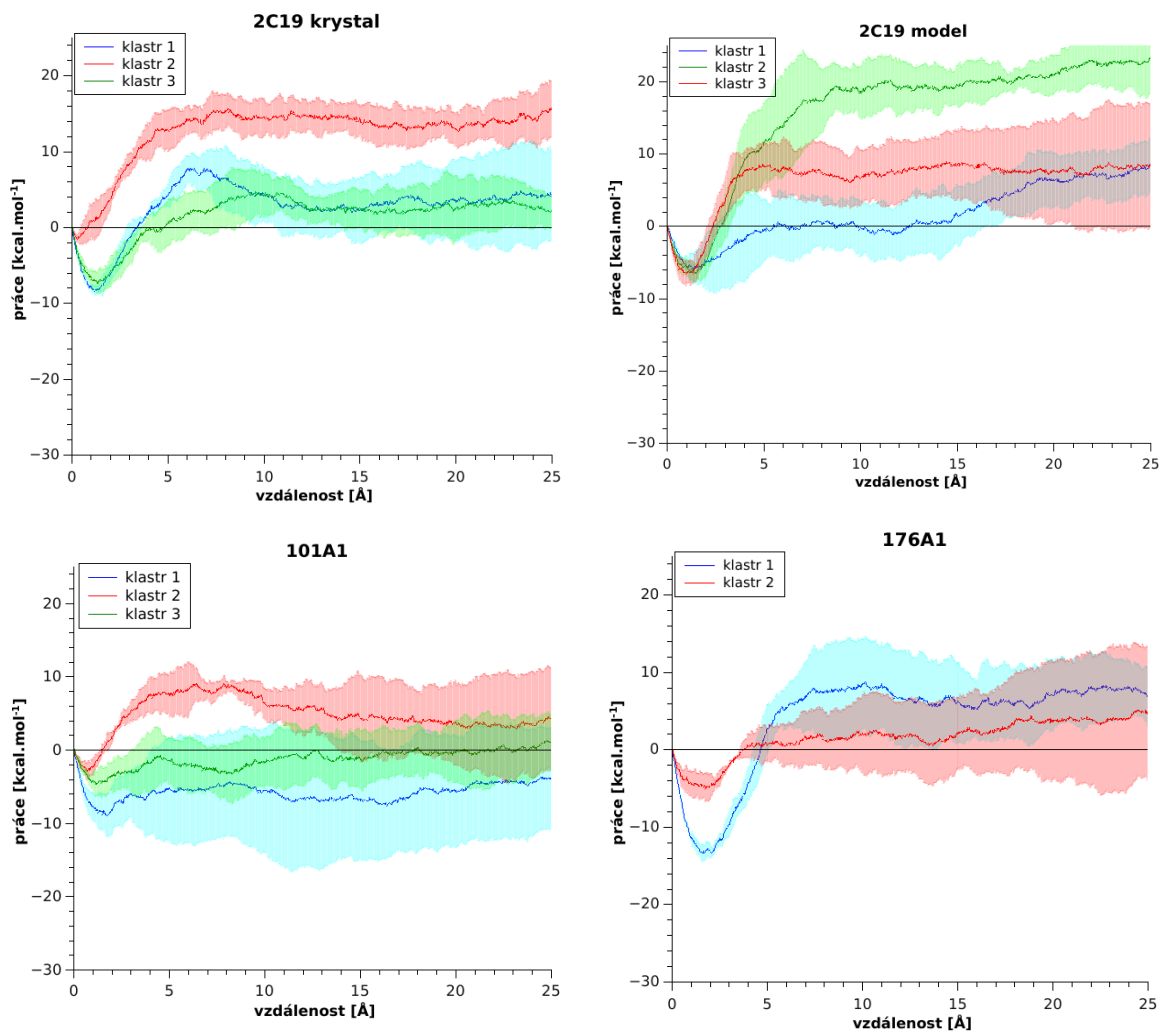 2C19 krystal
klastr 1
klastr 2
klastr 3
20
10
0
−10
−20
−30
práce [kcal.mol⁻¹]
0 5 10 15 20 25
vzdálenost [Å]
2C19 model
klastr 1
klastr 2
klastr 3
20
10
0
−10
−20
−30
práce [kcal.mol⁻¹]
0 5 10 15 20 25
vzdálenost [Å]
101A1
klastr 1
klastr 2
klastr 3
20
10
0
−10
−20
−30
práce [kcal.mol⁻¹]
0 5 10 15 20 25
vzdálenost [Å]
176A1
klastr 1
klastr 2
20
10
0
−10
−20
−30
práce [kcal.mol⁻¹]
0 5 10 15 20 25
vzdálenost [Å]